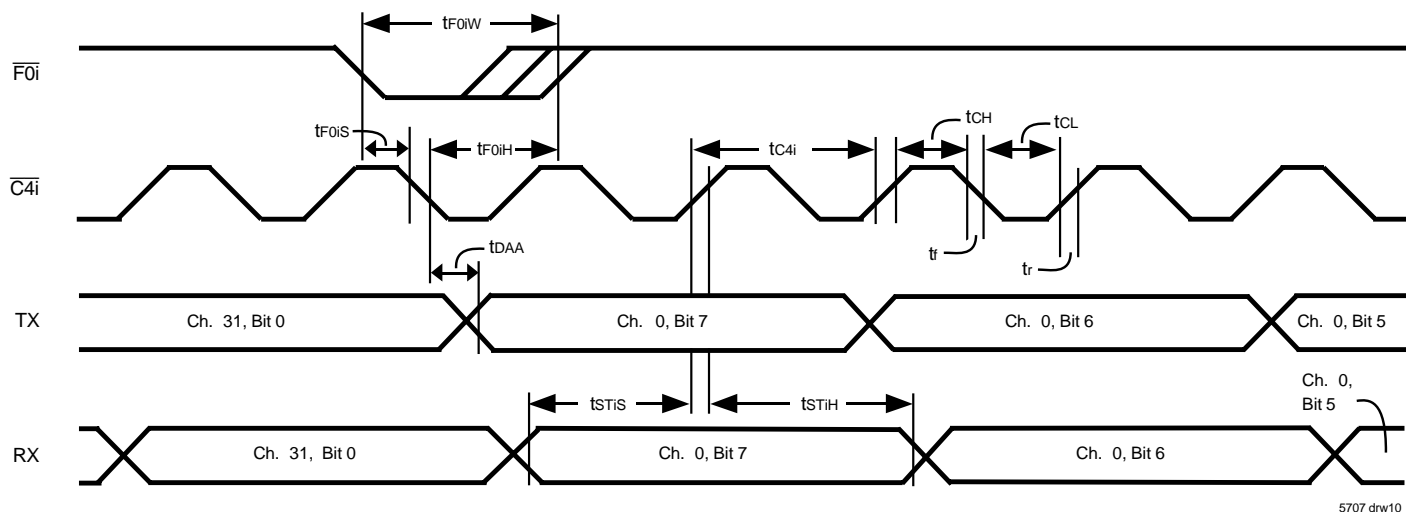 tF0iW
F0i
tF0iS
tF0iH
tC4i
tCH
tCL
C4i
tDAA
tf
tr
TX
Ch. 31, Bit 0
Ch. 0, Bit 7
Ch. 0, Bit 6
Ch. 0, Bit 5
tSTiS
tSTiH
Ch. 0,
Bit 5
RX
Ch. 31, Bit 0
Ch. 0, Bit 7
Ch. 0, Bit 6
5707 drw10